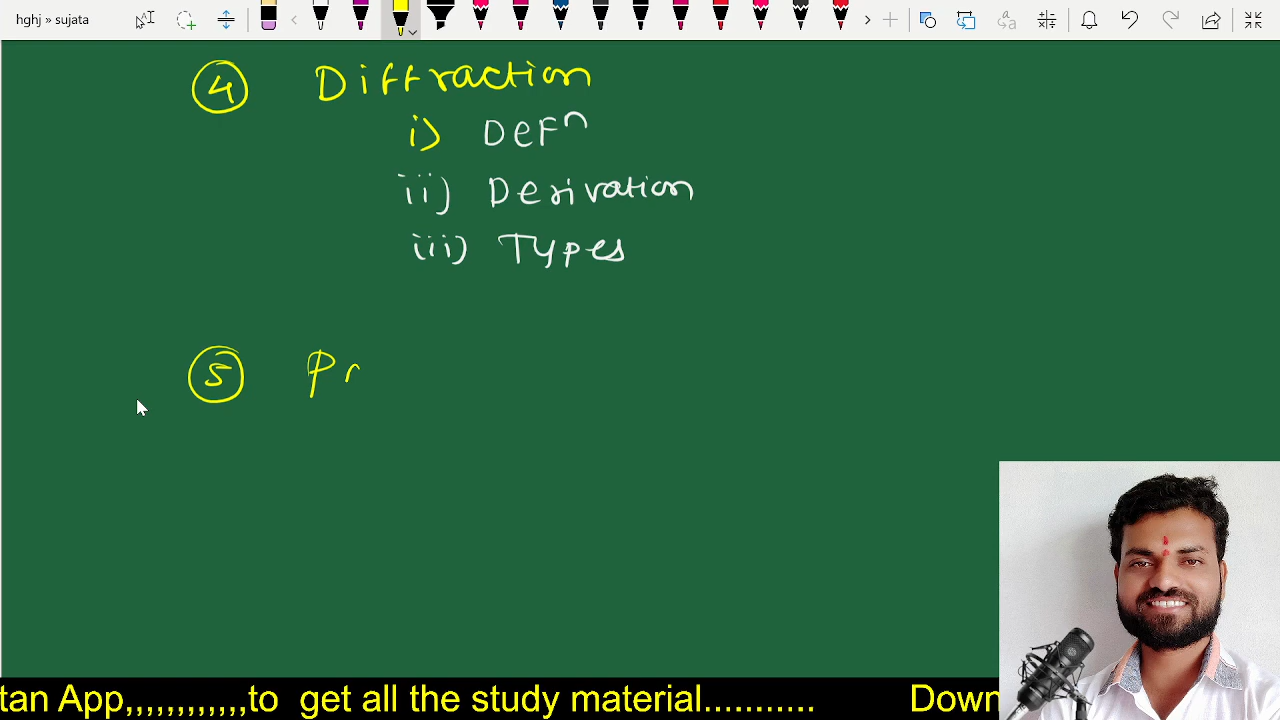 hghj » sujata
4 Diffraction
i) Defⁿ
ii) Derivation
iii) Types
5 Pr
tan App,,,,,,,,,,,,to get all the study material........... Down